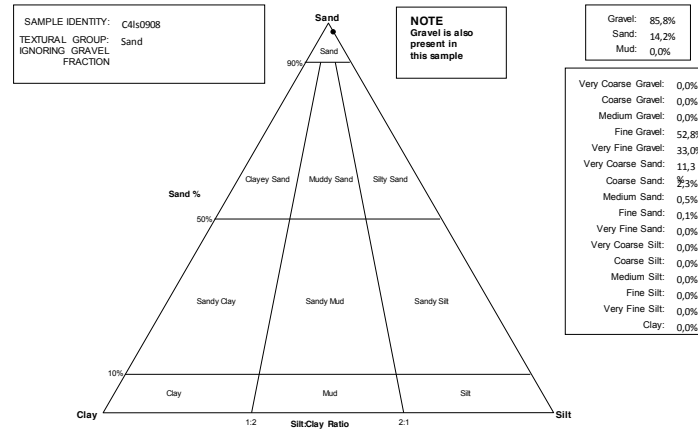 SAMPLE IDENTITY: C4ls0908
TEXTURAL GROUP: Sand
IGNORING GRAVEL
FRACTION
Sand
NOTE
Gravel is also
present in
this sample
Gravel: 85,8%
Sand: 14,2%
Mud: 0,0%
Sand
90%
Very Coarse Gravel: 0,0%
Coarse Gravel: 0,0%
Medium Gravel: 0,0%
Fine Gravel: 52,8%
Very Fine Gravel: 33,0%
Very Coarse Sand: 11,3%
Coarse Sand: 2,3%
Medium Sand: 0,5%
Fine Sand: 0,1%
Very Fine Sand: 0,0%
Very Coarse Silt: 0,0%
Coarse Silt: 0,0%
Medium Silt: 0,0%
Fine Silt: 0,0%
Very Fine Silt: 0,0%
Clay: 0,0%
Clayey Sand Muddy Sand Silty Sand
Sand %
50%
Sandy Clay Sandy Mud Sandy Silt
10%
Clay Mud Silt
Clay Silt
1:2 Silt:Clay Ratio 2:1